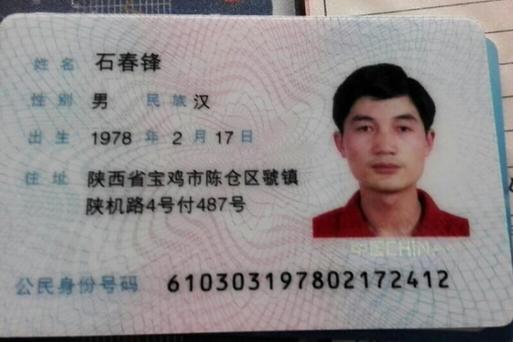 姓名 石春锋
性别 男 民族 汉
出生 1978 年 2 月 17 日
住址 陕西省宝鸡市陈仓区虢镇
陕机路4号付487号
中国CHINA
公民身份号码 610303197802172412